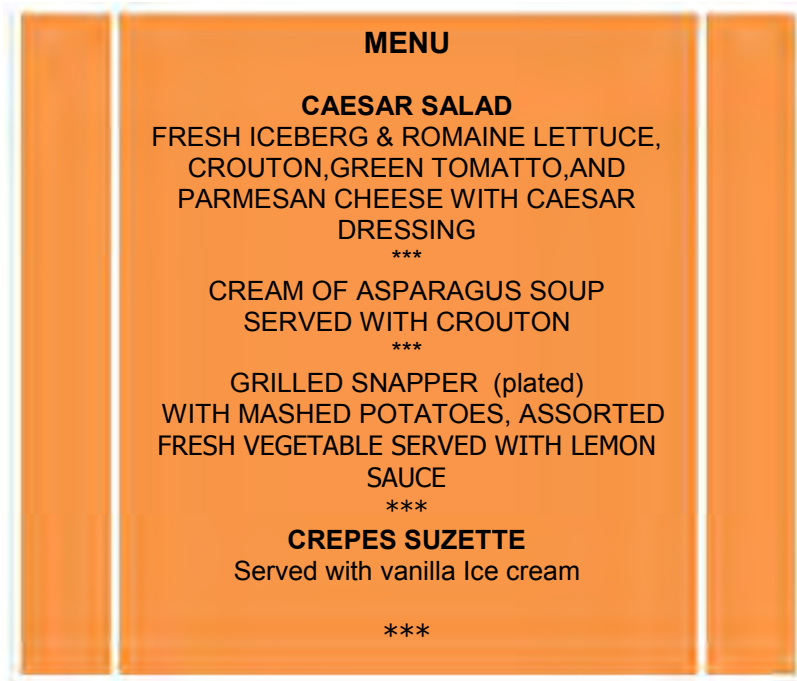 MENU
CAESAR SALAD
FRESH ICEBERG & ROMAINE LETTUCE,
CROUTON,GREEN TOMATTO,AND
PARMESAN CHEESE WITH CAESAR
DRESSING
***
CREAM OF ASPARAGUS SOUP
SERVED WITH CROUTON
***
GRILLED SNAPPER (plated)
WITH MASHED POTATOES, ASSORTED
FRESH VEGETABLE SERVED WITH LEMON
SAUCE
***
CREPES SUZETTE
Served with vanilla Ice cream
***